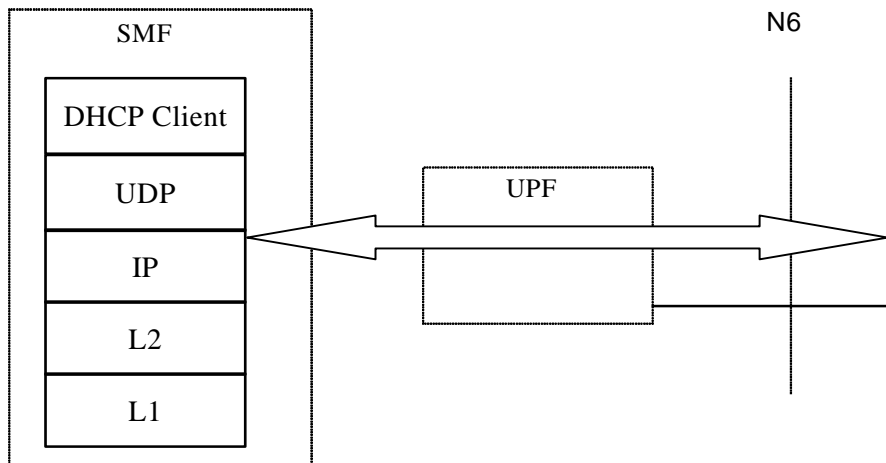 SMF
N6
DHCP Client
UDP
UPF
IP
L2
L1